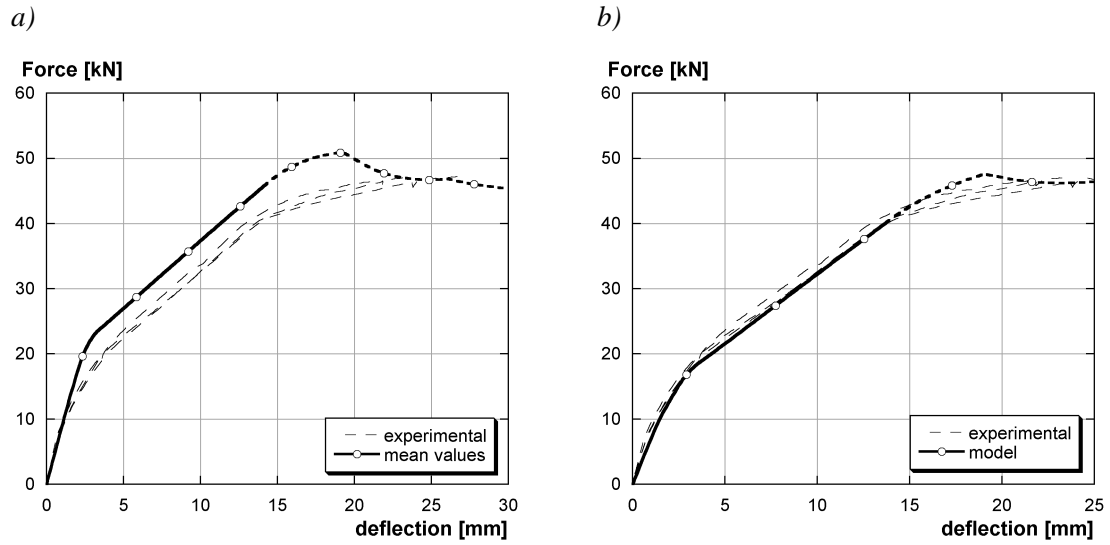 a)
Force [kN]
60
50
40
30
20
10
0
0 5 10 15 20 25 30
deflection [mm]
experimental
mean values
b)
Force [kN]
60
50
40
30
20
10
0
0 5 10 15 20 25
deflection [mm]
experimental
model